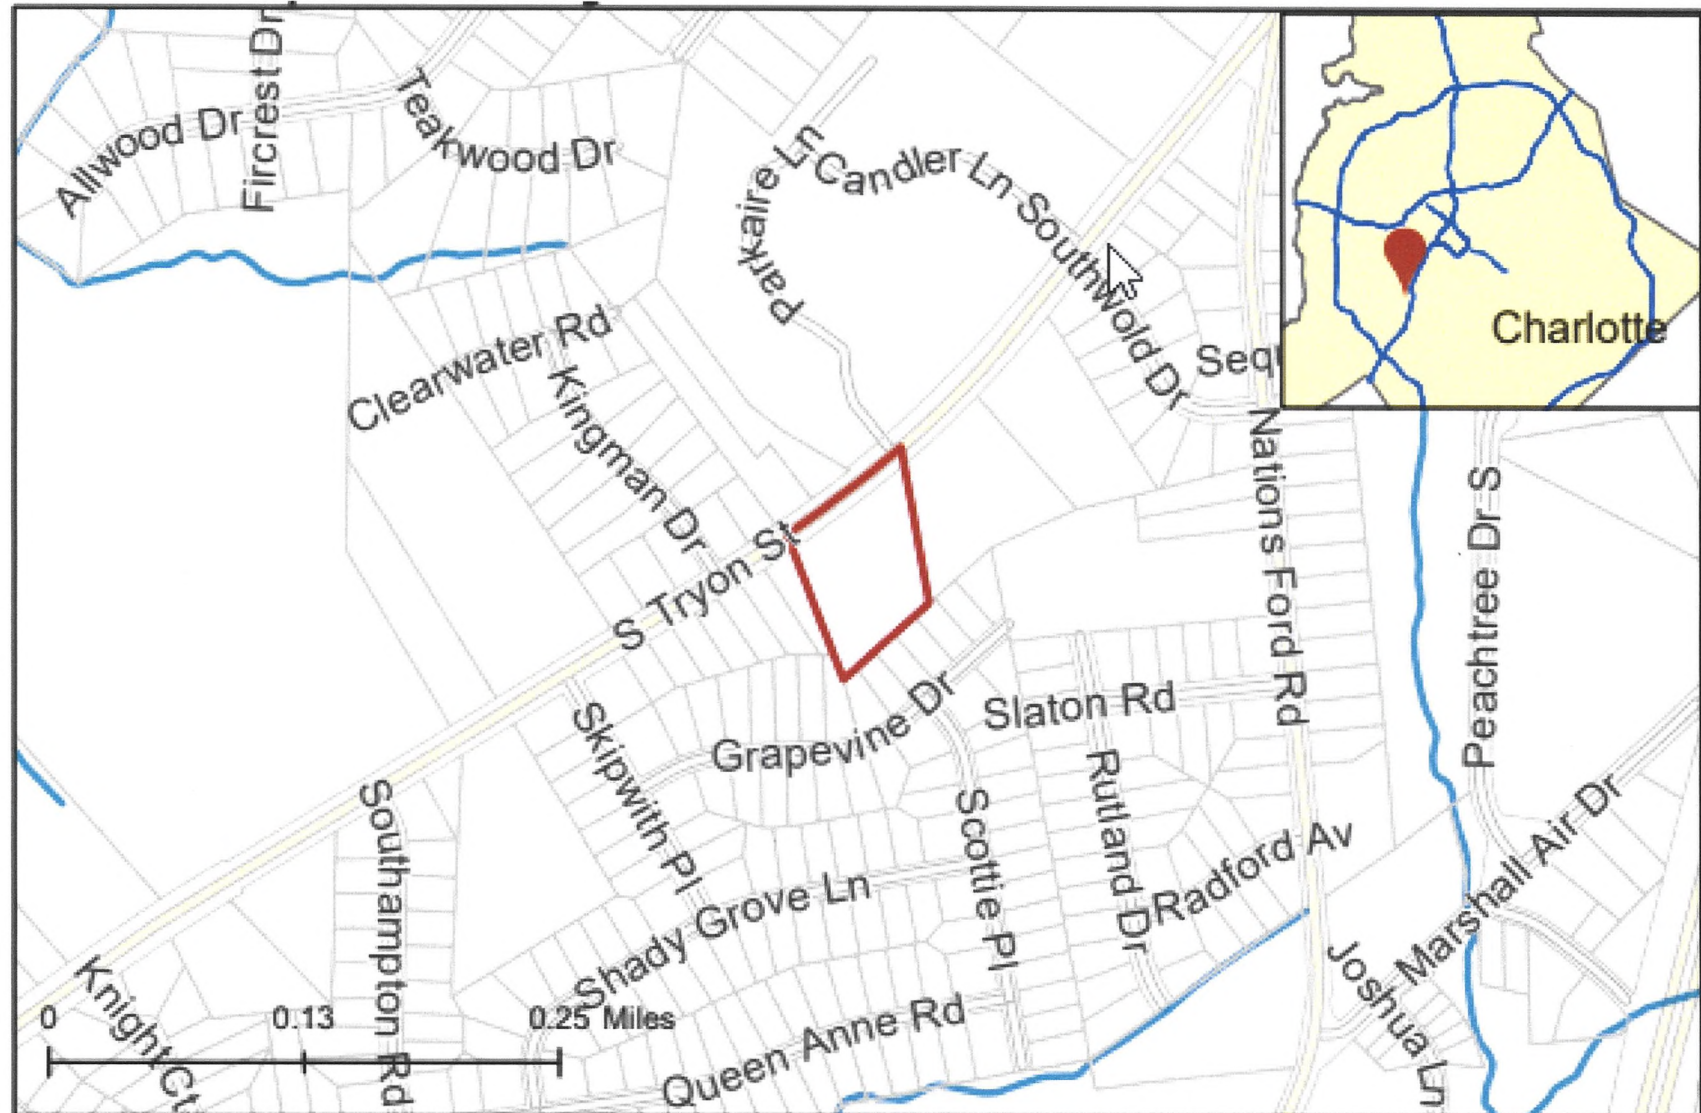 Allwood Dr
Fircrest Dr
Teakwood Dr
Parkaire Ln
Candler Ln
Southwold Dr
Charlotte
Clearwater Rd
Kingman Dr
Sequ
Nations Ford Rd
Peachtree Dr S
S Tryon St
Skipwith Pl
Grapevine Dr
Slaton Rd
Rutland Dr
Scottie Pl
Southampton Rd
Shady Grove Ln
Radford Av
Marshall Air Dr
Joshua Ln
Knight Ct
Queen Anne Rd
0 0.13 0.25 Miles